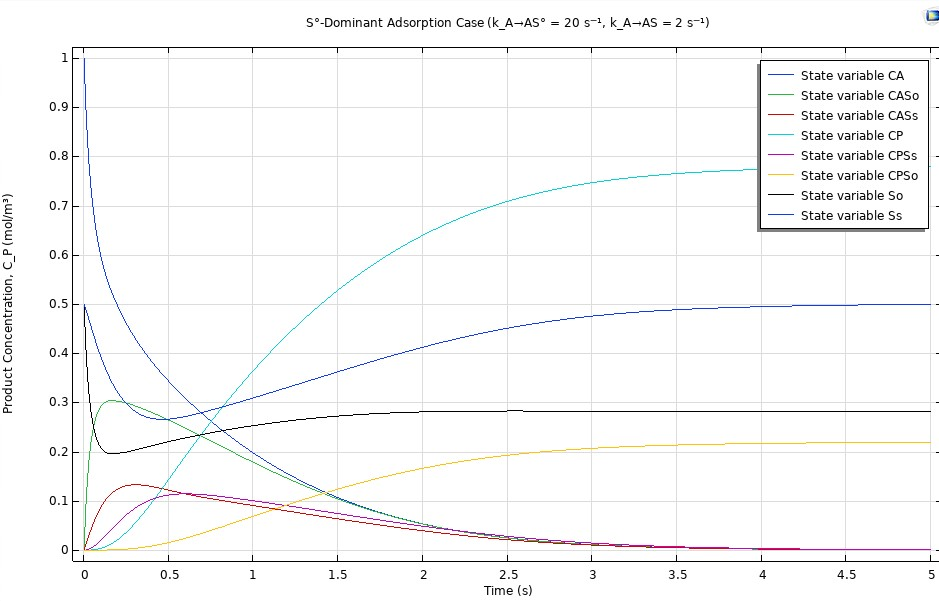 S°-Dominant Adsorption Case (k_A→AS° = 20 s⁻¹, k_A→AS = 2 s⁻¹)
Product Concentration, C_P (mol/m³)
1
0.9
0.8
0.7
0.6
0.5
0.4
0.3
0.2
0.1
0
State variable CA
State variable CASo
State variable CASs
State variable CP
State variable CPSs
State variable CPSo
State variable So
State variable Ss
0 0.5 1 1.5 2 2.5 3 3.5 4 4.5 5
Time (s)